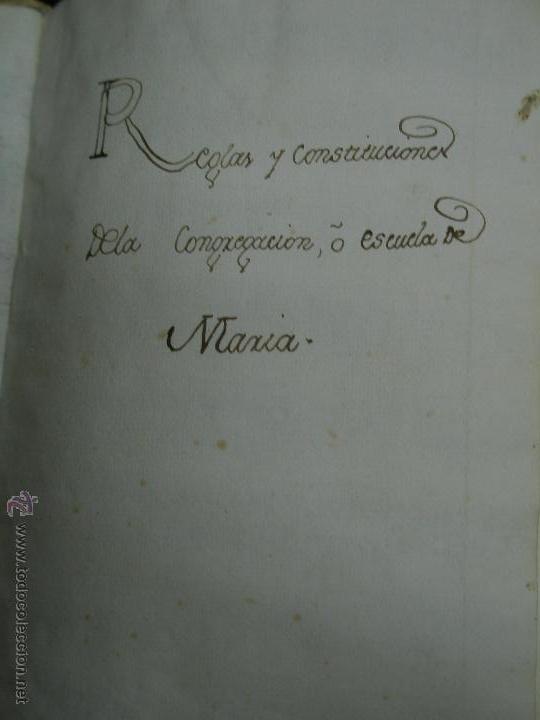 Reglas y Constituciones
Dela Congregacion, õ escuela De
Maria.
www.todocoleccion.net